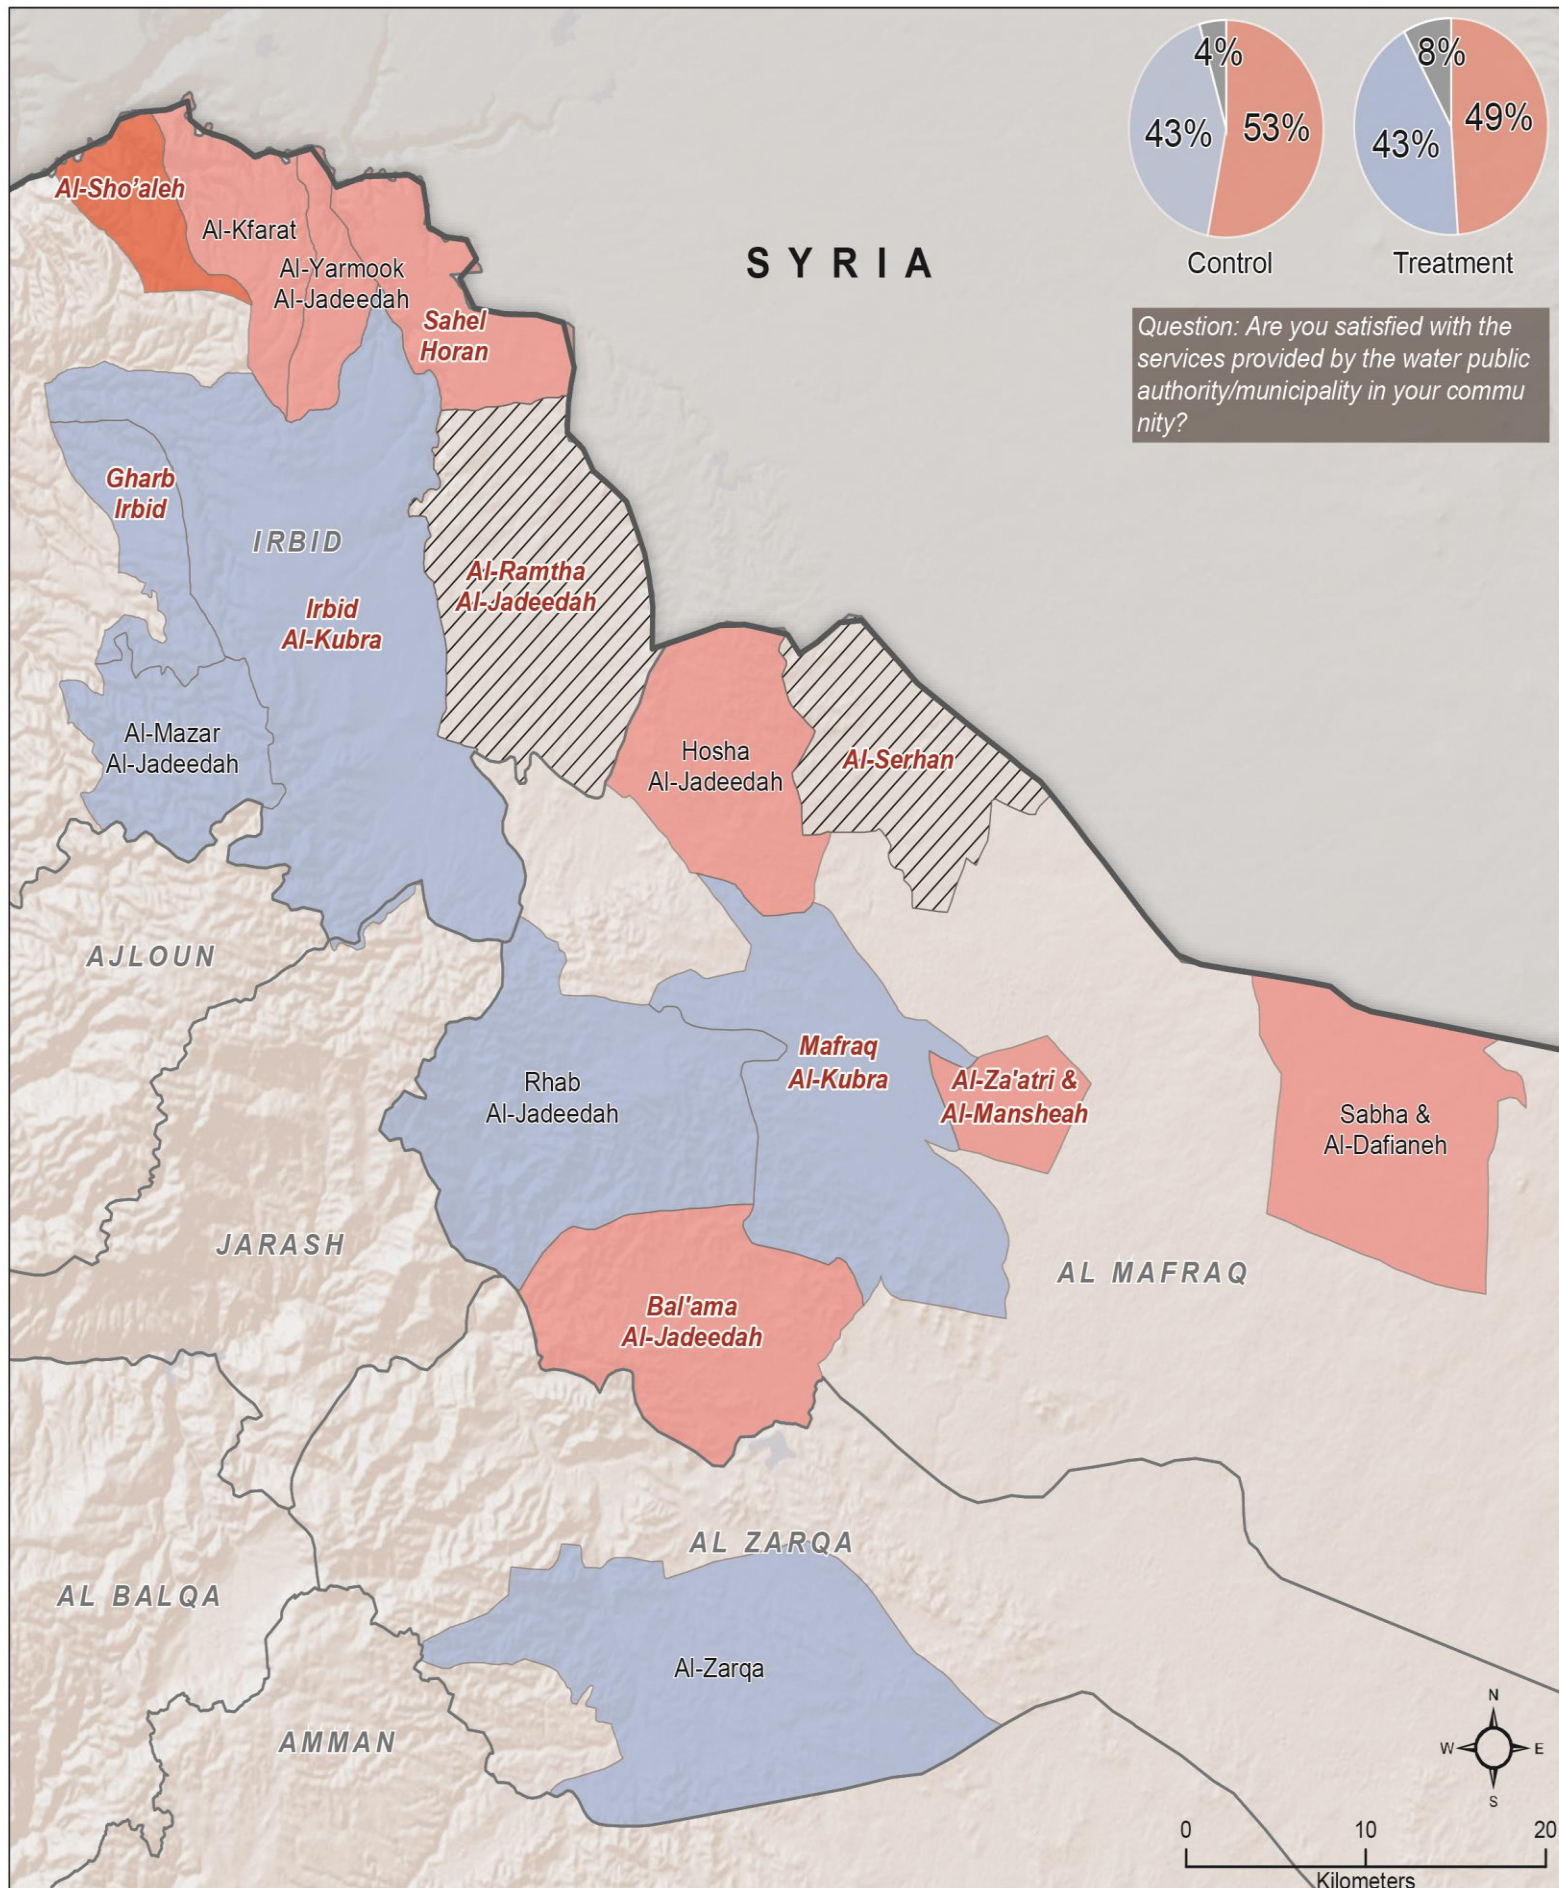 4%
8%
43%
53%
43%
49%
Control
Treatment
Question: Are you satisfied with the
services provided by the water public
authority/municipality in your commu
nity?
SYRIA
Al-Sho'aleh
Al-Kfarat
Al-Yarmook
Al-Jadeedah
Sahel
Horan
Gharb
Irbid
IRBID
Irbid
Al-Kubra
Al-Ramtha
Al-Jadeedah
Al-Mazar
Al-Jadeedah
Hosha
Al-Jadeedah
Al-Serhan
AJLOUN
Mafraq
Al-Kubra
Rhab
Al-Jadeedah
Al-Za'atri &
Al-Mansheah
Sabha &
Al-Dafianeh
JARASH
AL MAFRAQ
Bal'ama
Al-Jadeedah
AL ZARQA
AL BALQA
Al-Zarqa
AMMAN
N
W
E
S
0
10
20
Kilometers